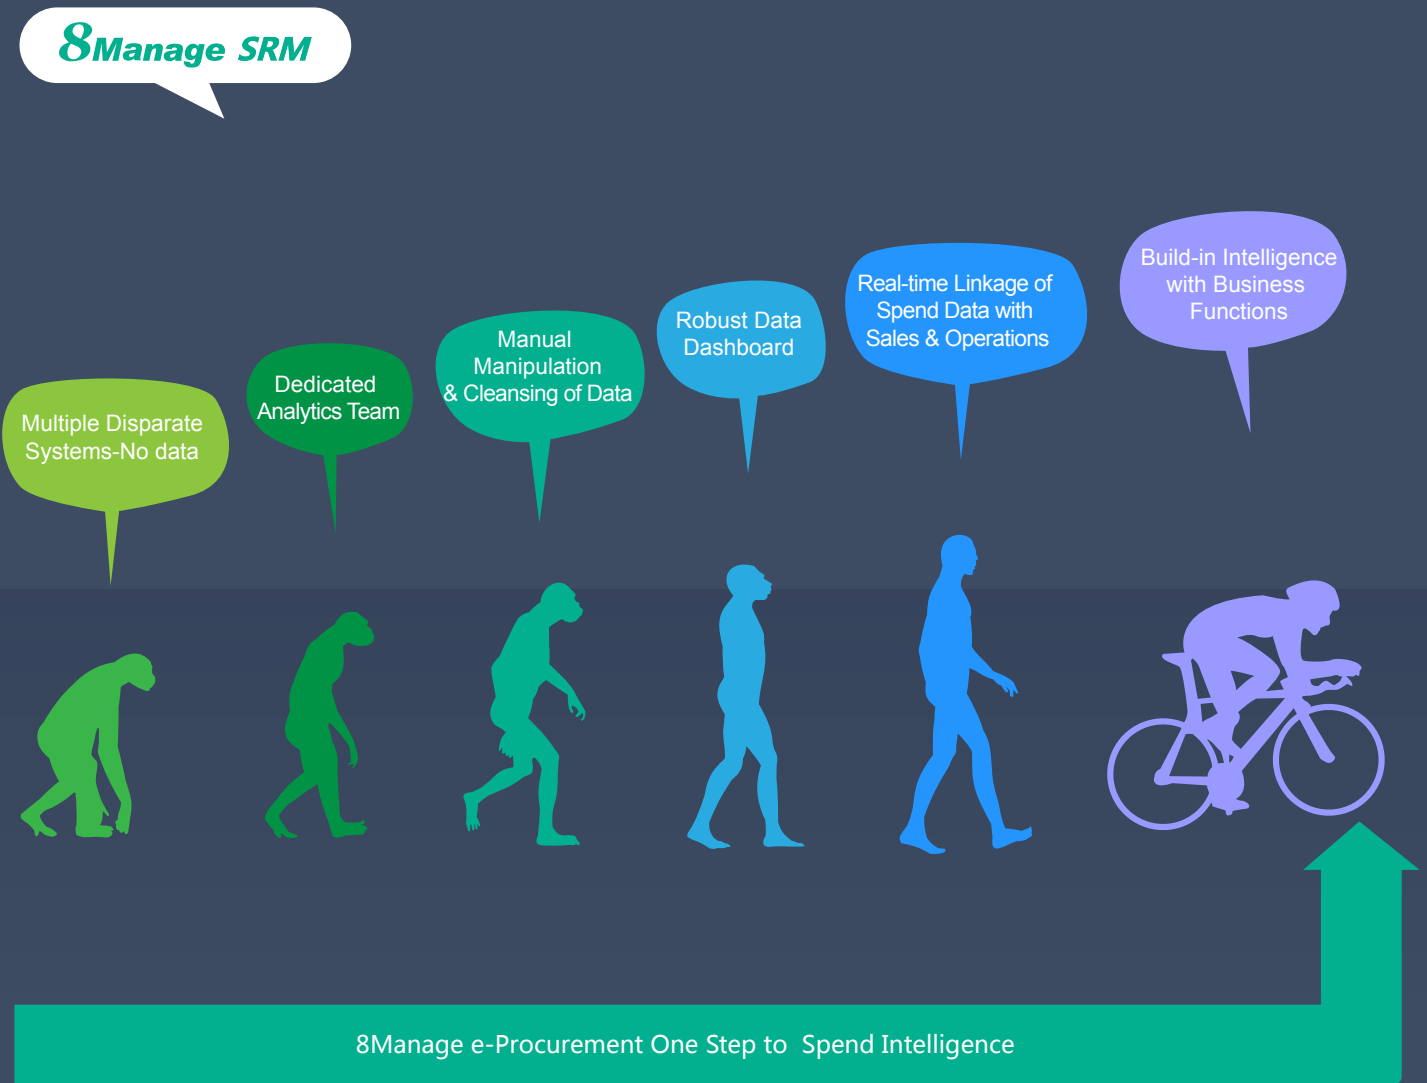 8Manage SRM
Multiple Disparate
Systems-No data
Dedicated
Analytics Team
Manual
Manipulation
& Cleansing of Data
Robust Data
Dashboard
Real-time Linkage of
Spend Data with
Sales & Operations
Build-in Intelligence
with Business
Functions
8Manage e-Procurement One Step to  Spend Intelligence